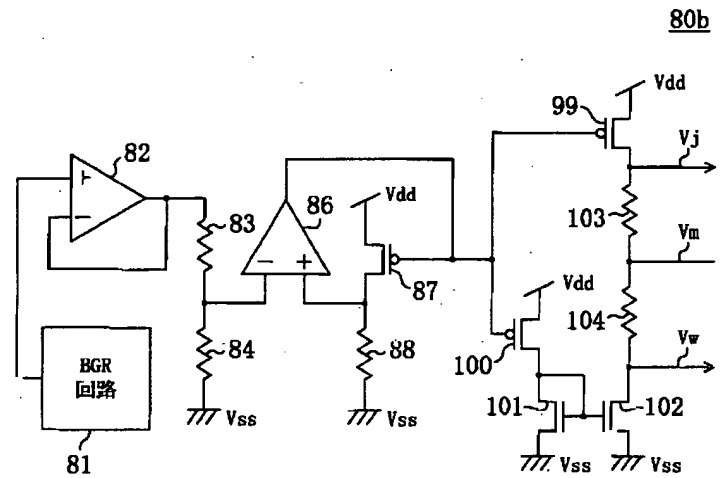 80b
Vdd
99
Vj
82
+
−
83
86
Vdd
103
Vm
− +
87
Vdd
104
84
88
100
Vw
BGR
回路
101
102
Vss
Vss
Vss
Vss
81